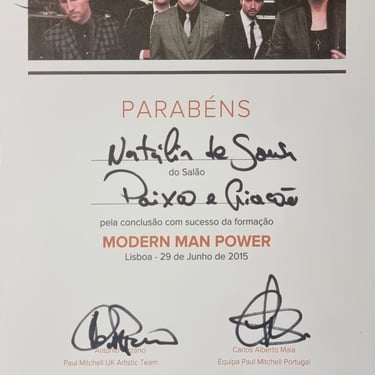 PARABÉNS
Natália de Sousa
do Salão
Paixão e Criação
pela conclusão com sucesso da formação
MODERN MAN POWER
Lisboa - 29 de Junho de 2015
Carlos Alberto Maia
Paul Mitchell UK Artistic Team
Equipa Paul Mitchell Portugal